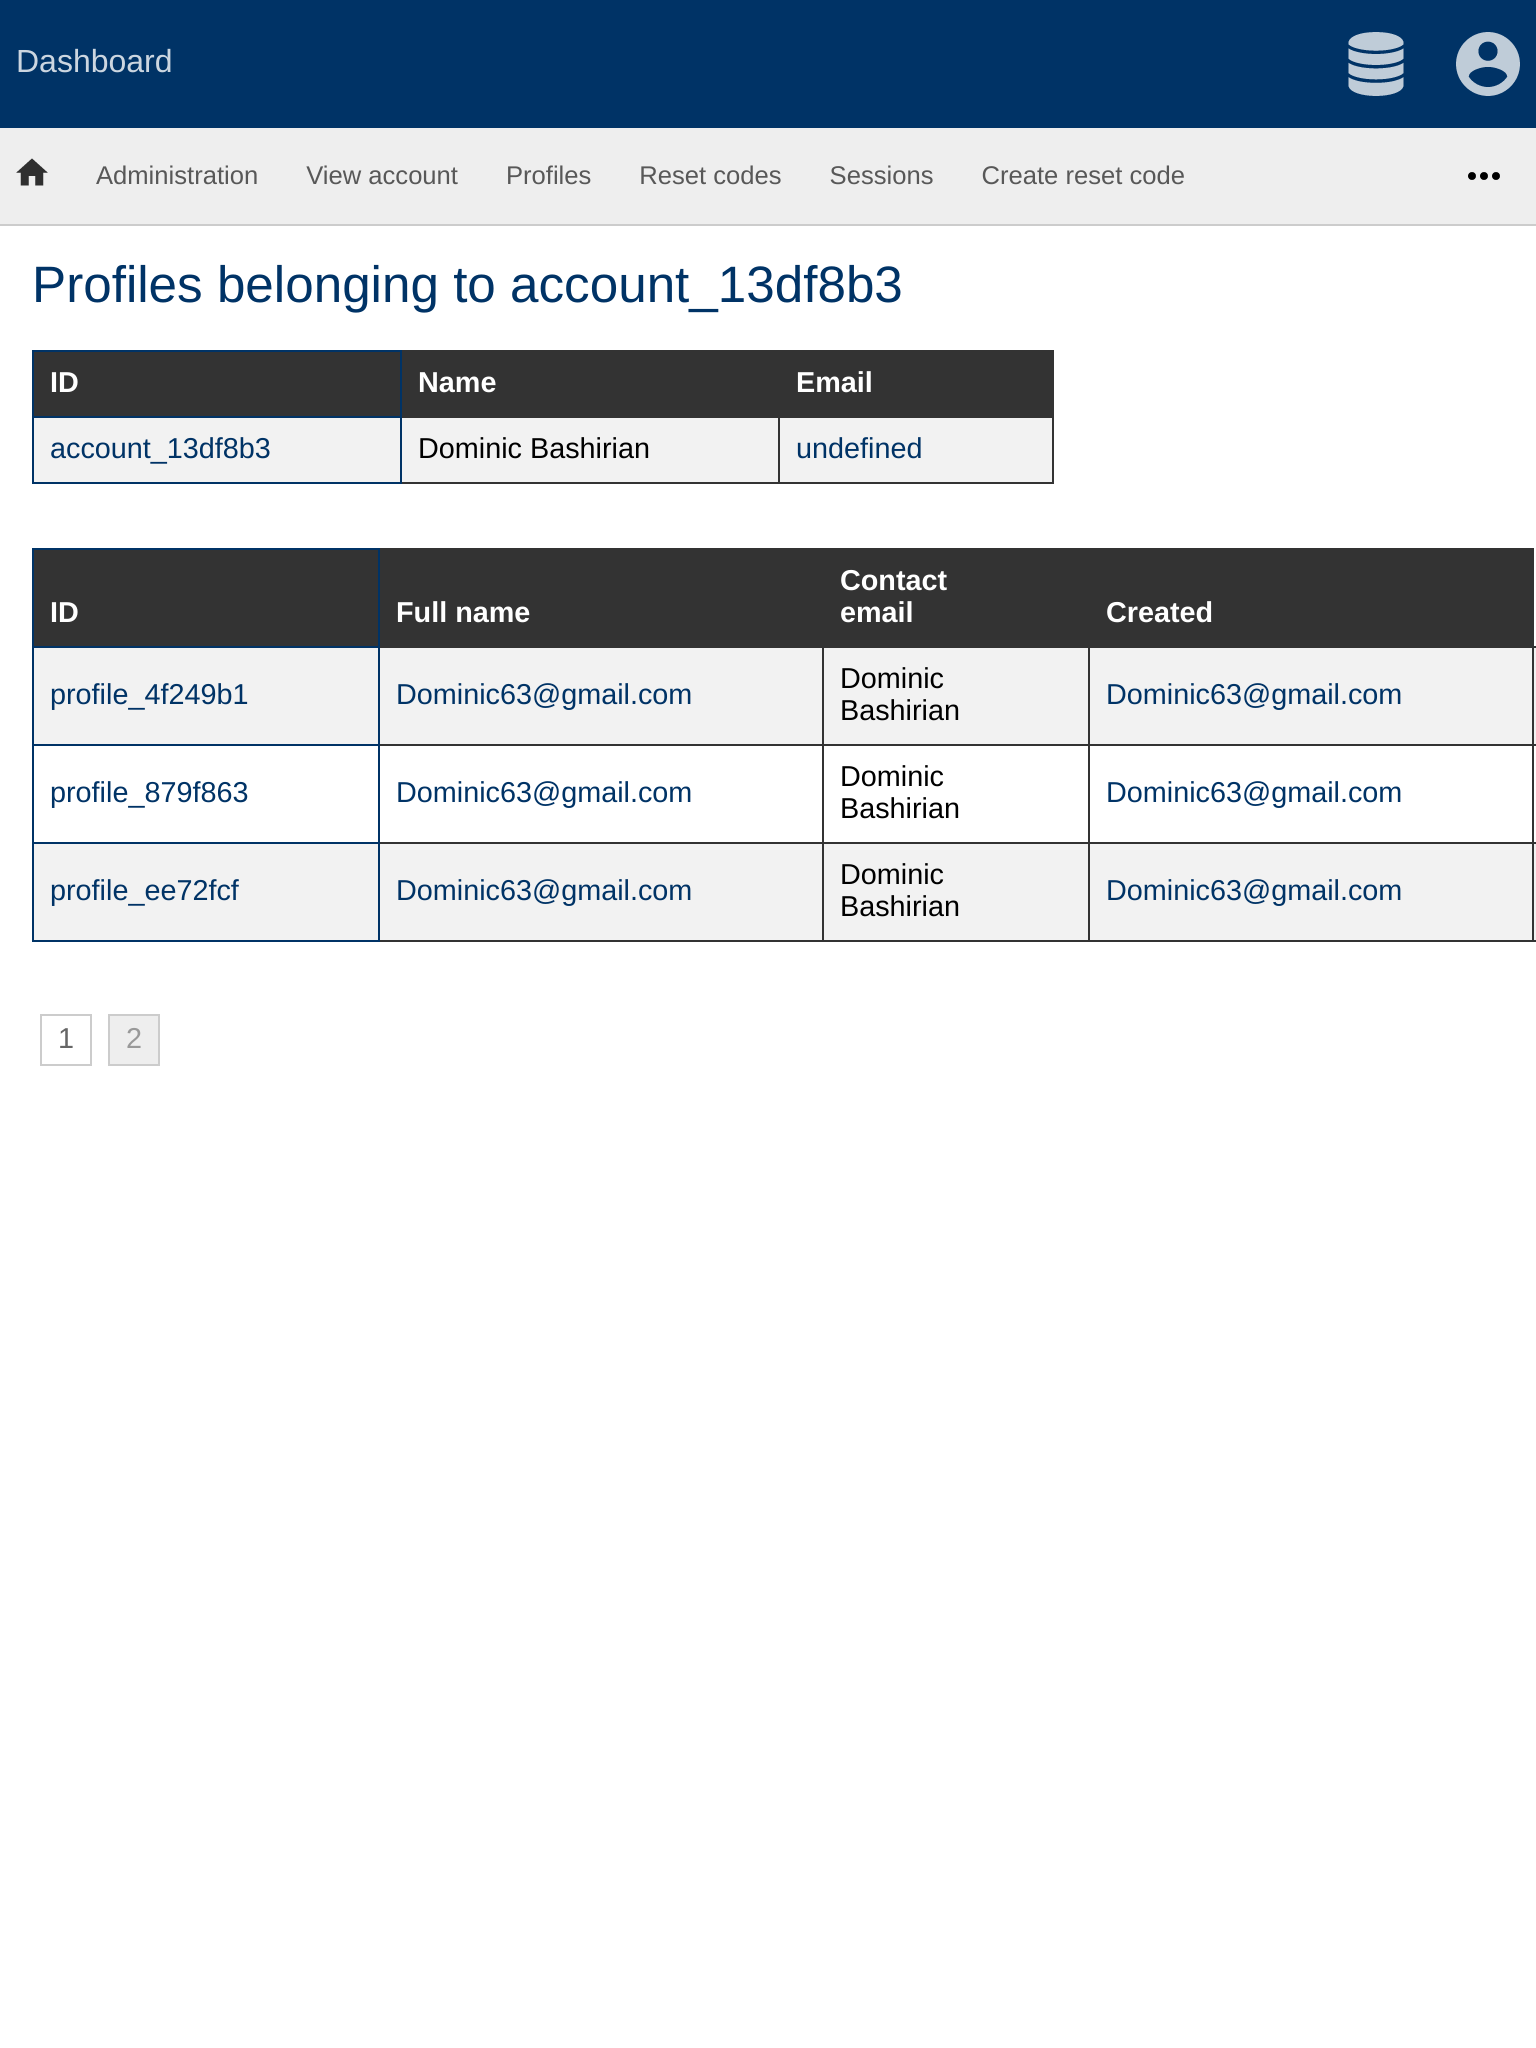 Dashboard
Administration View account Profiles Reset codes Sessions Create reset code
Profiles belonging to account_13df8b3
ID Name Email
account_13df8b3 Dominic Bashirian undefined
ID Full name Contact email Created
profile_4f249b1 Dominic63@gmail.com Dominic Bashirian Dominic63@gmail.com
profile_879f863 Dominic63@gmail.com Dominic Bashirian Dominic63@gmail.com
profile_ee72fcf Dominic63@gmail.com Dominic Bashirian Dominic63@gmail.com
1 2